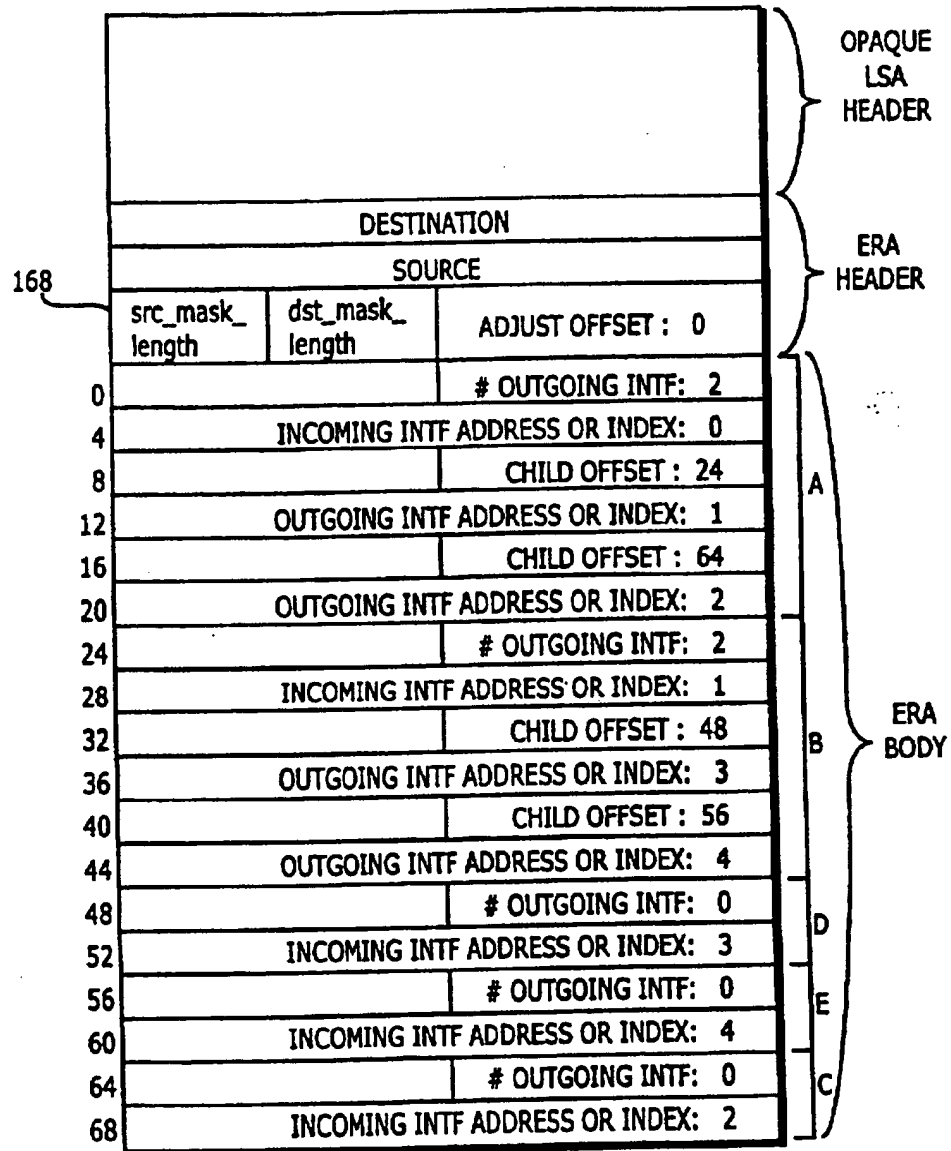 OPAQUE
LSA
HEADER
DESTINATION
SOURCE
ERA
HEADER
168
src_mask_
length
dst_mask_
length
ADJUST OFFSET : 0
0 # OUTGOING INTF: 2
4 INCOMING INTF ADDRESS OR INDEX: 0
8 CHILD OFFSET : 24
A
12 OUTGOING INTF ADDRESS OR INDEX: 1
16 CHILD OFFSET : 64
20 OUTGOING INTF ADDRESS OR INDEX: 2
24 # OUTGOING INTF: 2
28 INCOMING INTF ADDRESS OR INDEX: 1
32 CHILD OFFSET : 48
B
ERA
BODY
36 OUTGOING INTF ADDRESS OR INDEX: 3
40 CHILD OFFSET : 56
44 OUTGOING INTF ADDRESS OR INDEX: 4
48 # OUTGOING INTF: 0
D
52 INCOMING INTF ADDRESS OR INDEX: 3
56 # OUTGOING INTF: 0
E
60 INCOMING INTF ADDRESS OR INDEX: 4
64 # OUTGOING INTF: 0
C
68 INCOMING INTF ADDRESS OR INDEX: 2